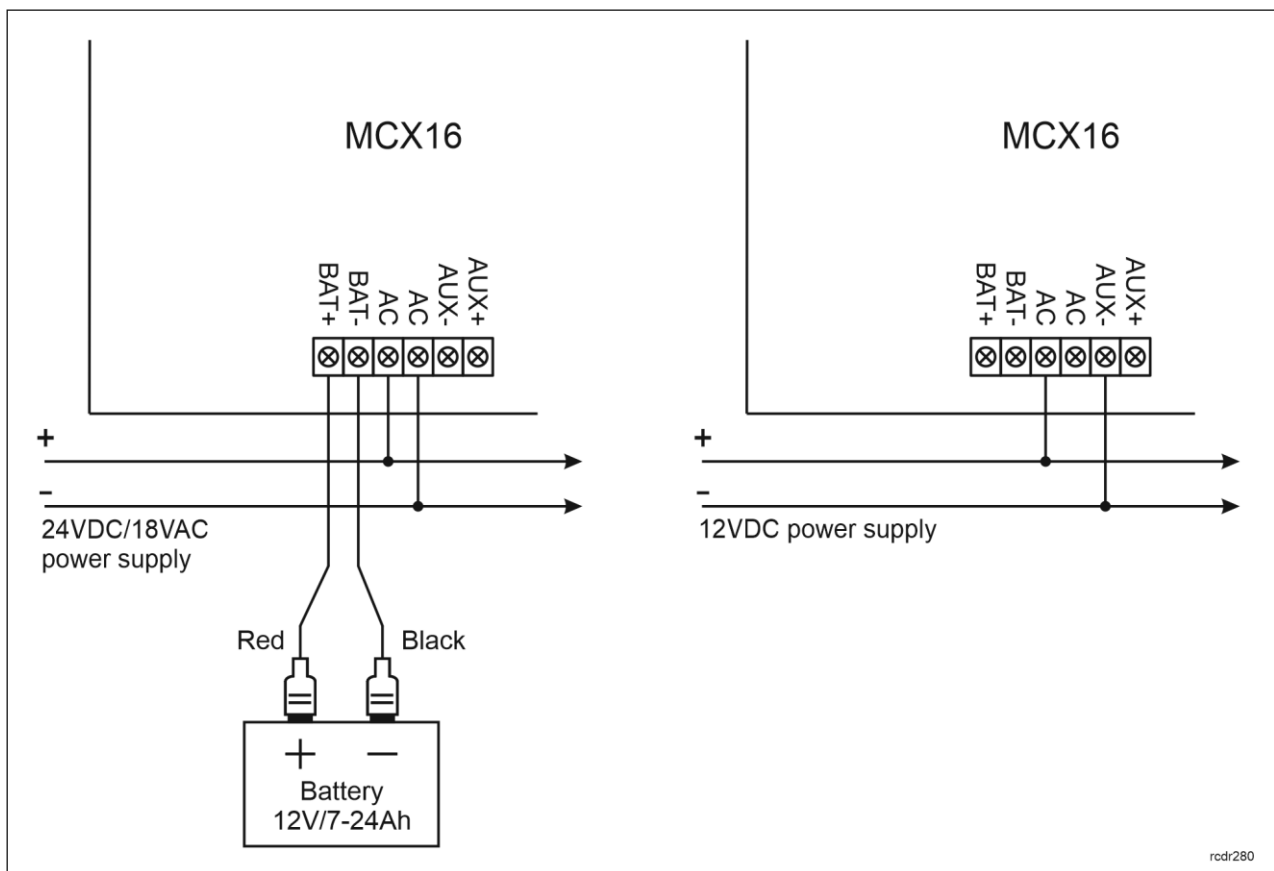 MCX16
BAT+
BAT-
AC
AC
AUX-
AUX+
+
–
24VDC/18VAC
power supply
Red
Black
+ –
Battery
12V/7-24Ah
MCX16
BAT+
BAT-
AC
AC
AUX-
AUX+
+
–
12VDC power supply
rcdr280